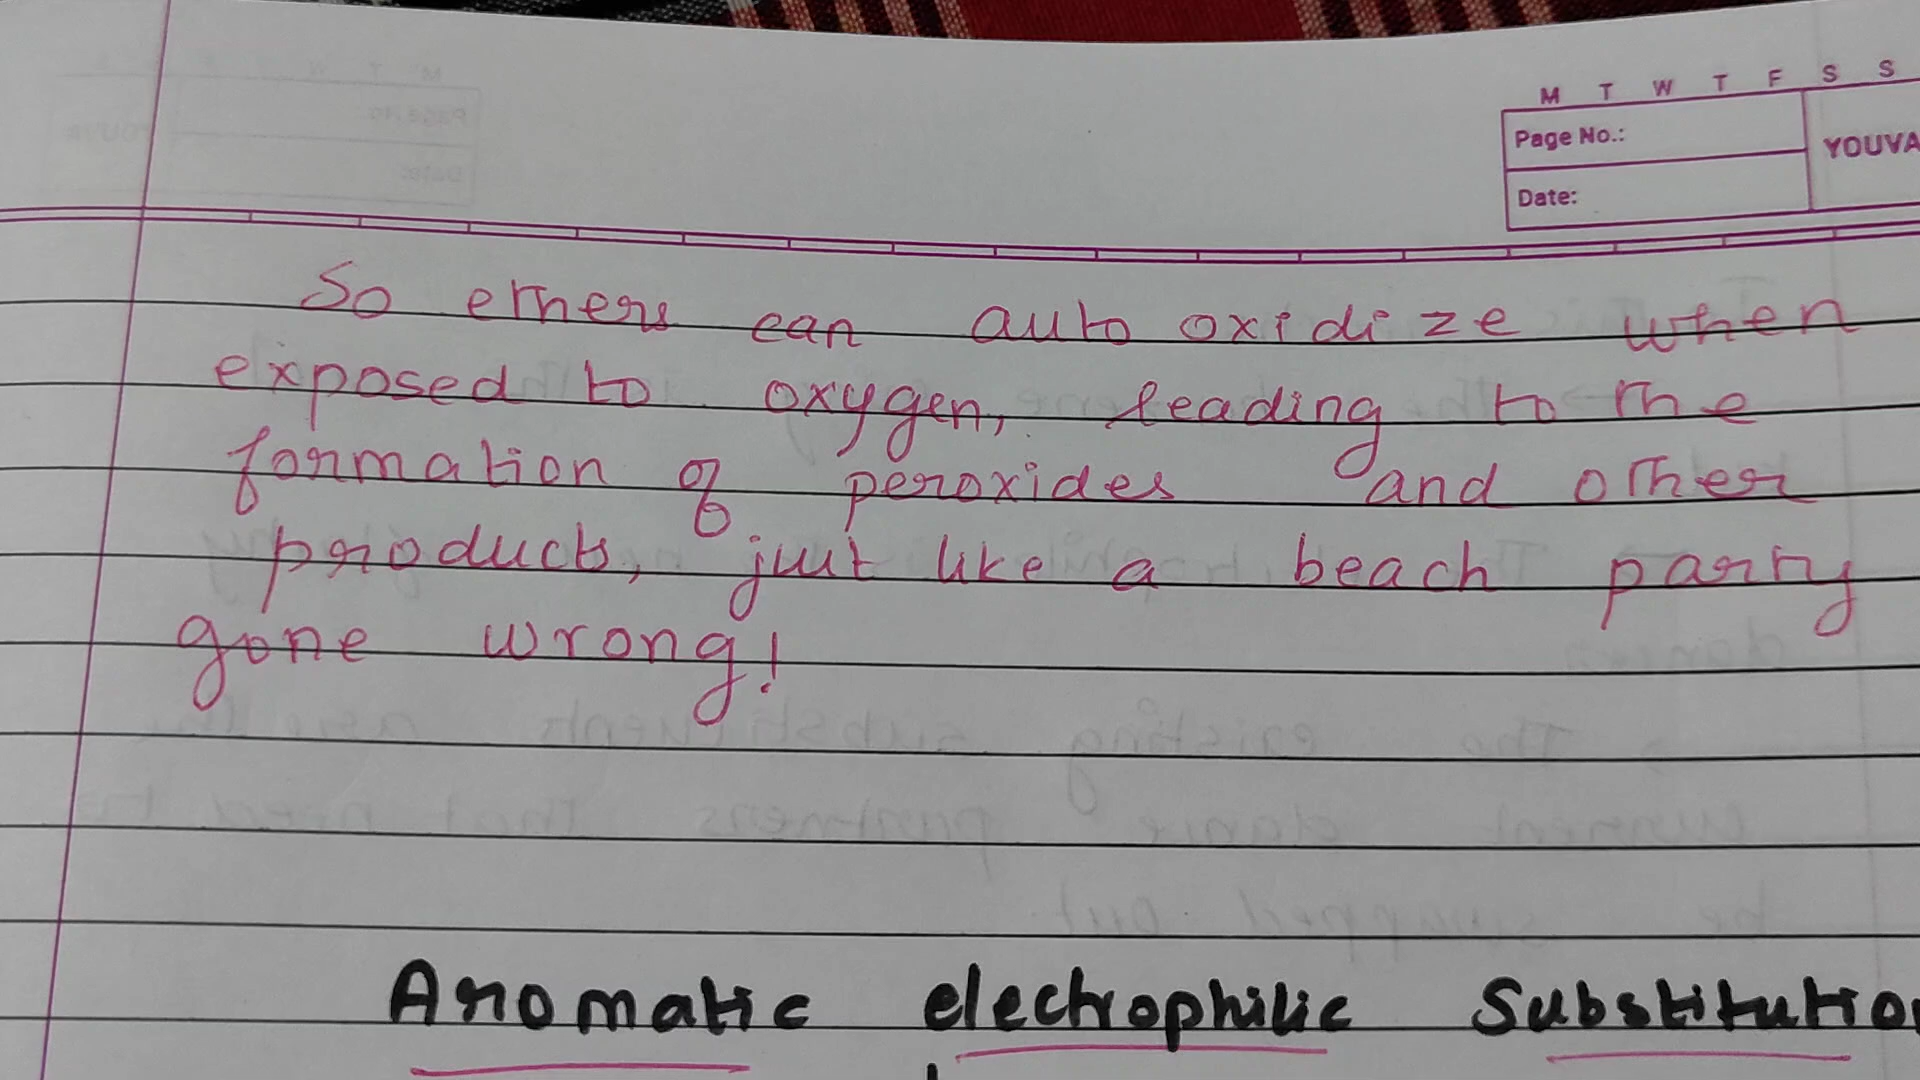 M T W T F S S
Page No.:
YOUVA
Date:
So ethers can auto oxidize when
exposed to oxygen, leading to the
formation of peroxides and other
products, just like a beach party
gone wrong!
Aromatic electrophilic Substitution